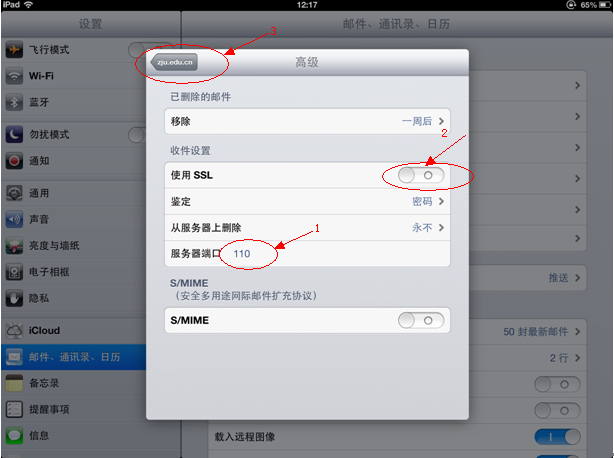 iPad
12:17
65%
设置
邮件、通讯录、日历
飞行模式
Wi-Fi
蓝牙
勿扰模式
通知
通用
声音
亮度与墙纸
电子相框
隐私
iCloud
邮件、通讯录、日历
备忘录
提醒事项
信息
3
zju.edu.cn
高级
已删除的邮件
移除 一周后
收件设置
2
使用 SSL
鉴定 密码
从服务器上删除 永不
1
服务器端口 110
S/MIME
（安全多用途网际邮件扩充协议）
S/MIME
推送
50 封最新邮件
2 行
载入远程图像